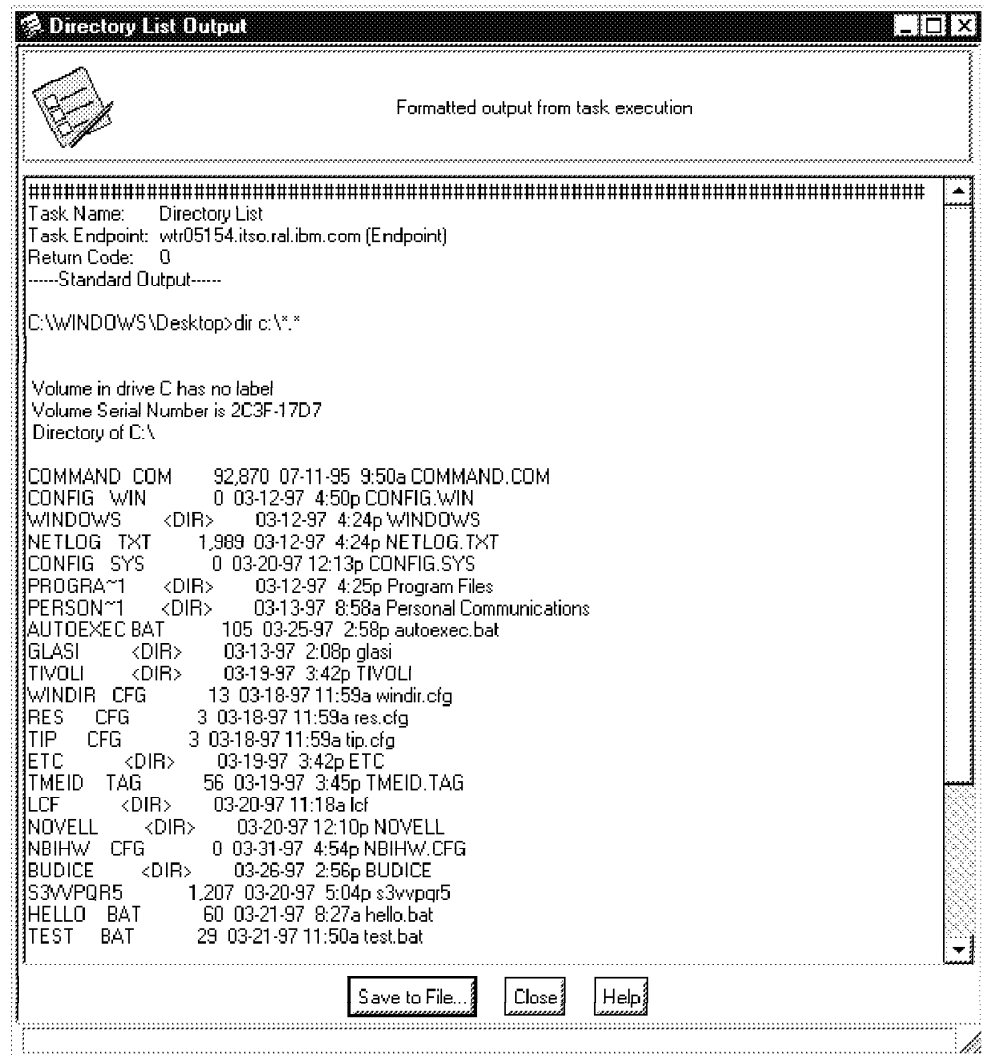 Directory List Output
Formatted output from task execution
################################################################################
Task Name: Directory List
Task Endpoint: wtr05154.itso.ral.ibm.com (Endpoint)
Return Code: 0
------Standard Output------
C:\WINDOWS\Desktop>dir c:\*.*
Volume in drive C has no label
Volume Serial Number is 2C3F-17D7
Directory of C:\
COMMAND COM 92,870 07-11-95 9:50a COMMAND.COM
CONFIG WIN 0 03-12-97 4:50p CONFIG.WIN
WINDOWS <DIR> 03-12-97 4:24p WINDOWS
NETLOG TXT 1,989 03-12-97 4:24p NETLOG.TXT
CONFIG SYS 0 03-20-97 12:13p CONFIG.SYS
PROGRA~1 <DIR> 03-12-97 4:25p Program Files
PERSON~1 <DIR> 03-13-97 8:58a Personal Communications
AUTOEXEC BAT 105 03-25-97 2:58p autoexec.bat
GLASI <DIR> 03-13-97 2:08p glasi
TIVOLI <DIR> 03-19-97 3:42p TIVOLI
WINDIR CFG 13 03-18-97 11:59a windir.cfg
RES CFG 3 03-18-97 11:59a res.cfg
TIP CFG 3 03-18-97 11:59a tip.cfg
ETC <DIR> 03-19-97 3:42p ETC
TMEID TAG 56 03-19-97 3:45p TMEID.TAG
LCF <DIR> 03-20-97 11:18a lcf
NOVELL <DIR> 03-20-97 12:10p NOVELL
NBIHW CFG 0 03-31-97 4:54p NBIHW.CFG
BUDICE <DIR> 03-26-97 2:56p BUDICE
S3VVPQR5 1,207 03-20-97 5:04p s3vvpqr5
HELLO BAT 60 03-21-97 8:27a hello.bat
TEST BAT 29 03-21-97 11:50a test.bat
Save to File... Close Help